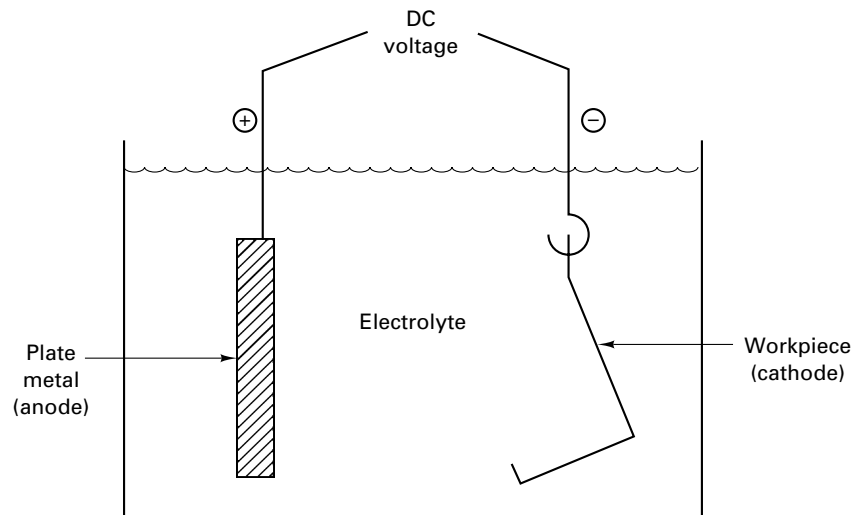 DC
voltage
+
−
Electrolyte
Plate
metal
(anode)
Workpiece
(cathode)